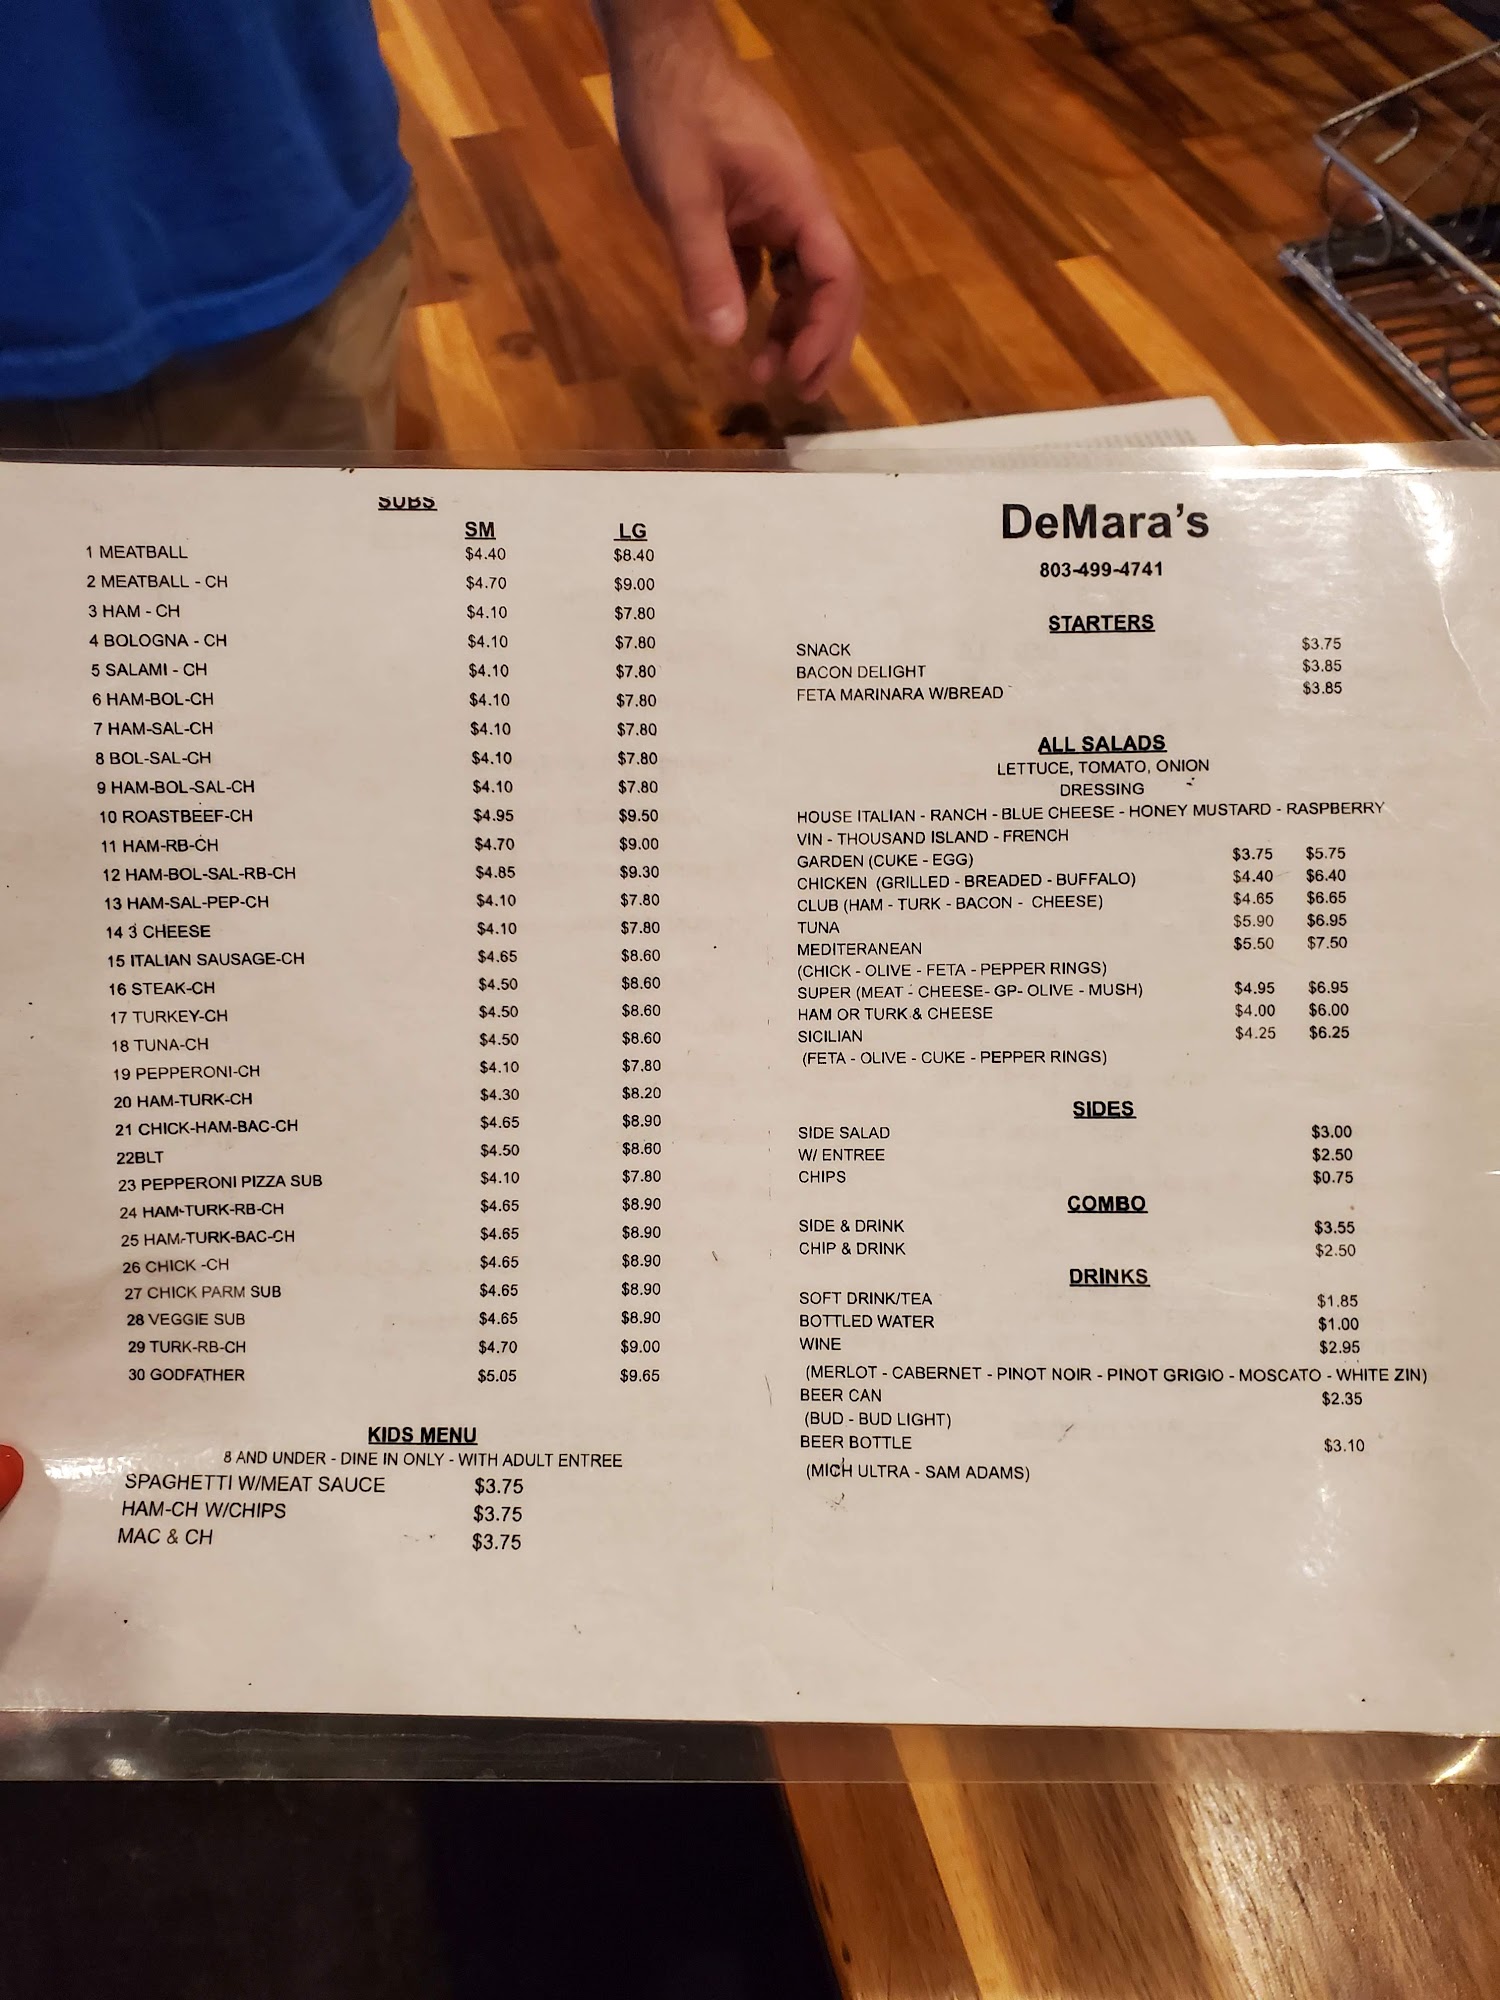 SUBS
SM LG
1 MEATBALL $4.40 $8.40
2 MEATBALL - CH $4.70 $9.00
3 HAM - CH $4.10 $7.80
4 BOLOGNA - CH $4.10 $7.80
5 SALAMI - CH $4.10 $7.80
6 HAM-BOL-CH $4.10 $7.80
7 HAM-SAL-CH $4.10 $7.80
8 BOL-SAL-CH $4.10 $7.80
9 HAM-BOL-SAL-CH $4.10 $7.80
10 ROASTBEEF-CH $4.95 $9.50
11 HAM-RB-CH $4.70 $9.00
12 HAM-BOL-SAL-RB-CH $4.85 $9.30
13 HAM-SAL-PEP-CH $4.10 $7.80
14 3 CHEESE $4.10 $7.80
15 ITALIAN SAUSAGE-CH $4.65 $8.60
16 STEAK-CH $4.50 $8.60
17 TURKEY-CH $4.50 $8.60
18 TUNA-CH $4.50 $8.60
19 PEPPERONI-CH $4.10 $7.80
20 HAM-TURK-CH $4.30 $8.20
21 CHICK-HAM-BAC-CH $4.65 $8.90
22BLT $4.50 $8.60
23 PEPPERONI PIZZA SUB $4.10 $7.80
24 HAM-TURK-RB-CH $4.65 $8.90
25 HAM-TURK-BAC-CH $4.65 $8.90
26 CHICK -CH $4.65 $8.90
27 CHICK PARM SUB $4.65 $8.90
28 VEGGIE SUB $4.65 $8.90
29 TURK-RB-CH $4.70 $9.00
30 GODFATHER $5.05 $9.65
KIDS MENU
8 AND UNDER - DINE IN ONLY - WITH ADULT ENTREE
SPAGHETTI W/MEAT SAUCE $3.75
HAM-CH W/CHIPS $3.75
MAC & CH $3.75
DeMara's
803-499-4741
STARTERS
SNACK $3.75
BACON DELIGHT $3.85
FETA MARINARA W/BREAD $3.85
ALL SALADS
LETTUCE, TOMATO, ONION
DRESSING
HOUSE ITALIAN - RANCH - BLUE CHEESE - HONEY MUSTARD - RASPBERRY
VIN - THOUSAND ISLAND - FRENCH
GARDEN (CUKE - EGG) $3.75 $5.75
CHICKEN (GRILLED - BREADED - BUFFALO) $4.40 $6.40
CLUB (HAM - TURK - BACON - CHEESE) $4.65 $6.65
TUNA $5.90 $6.95
MEDITERANEAN $5.50 $7.50
(CHICK - OLIVE - FETA - PEPPER RINGS)
SUPER (MEAT - CHEESE- GP- OLIVE - MUSH) $4.95 $6.95
HAM OR TURK & CHEESE $4.00 $6.00
SICILIAN $4.25 $6.25
(FETA - OLIVE - CUKE - PEPPER RINGS)
SIDES
SIDE SALAD $3.00
W/ ENTREE $2.50
CHIPS $0.75
COMBO
SIDE & DRINK $3.55
CHIP & DRINK $2.50
DRINKS
SOFT DRINK/TEA $1.85
BOTTLED WATER $1.00
WINE $2.95
(MERLOT - CABERNET - PINOT NOIR - PINOT GRIGIO - MOSCATO - WHITE ZIN)
BEER CAN $2.35
(BUD - BUD LIGHT)
BEER BOTTLE $3.10
(MICH ULTRA - SAM ADAMS)